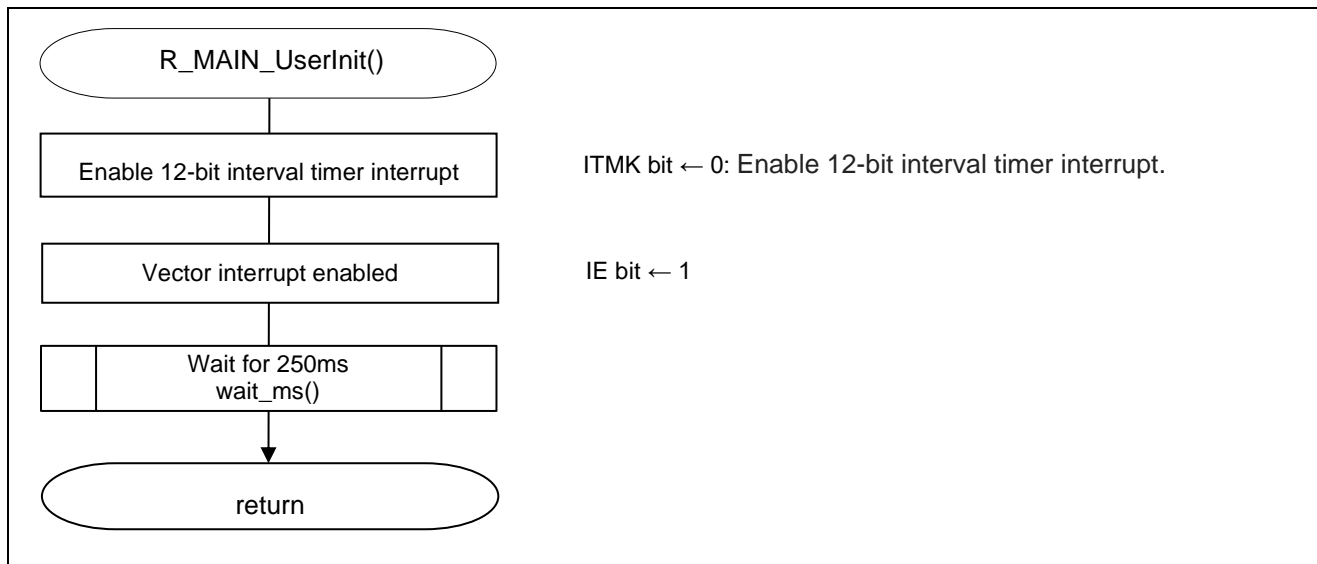 R_MAIN_UserInit()
Enable 12-bit interval timer interrupt
ITMK bit ← 0: Enable 12-bit interval timer interrupt.
Vector interrupt enabled
IE bit ← 1
Wait for 250ms
wait_ms()
return